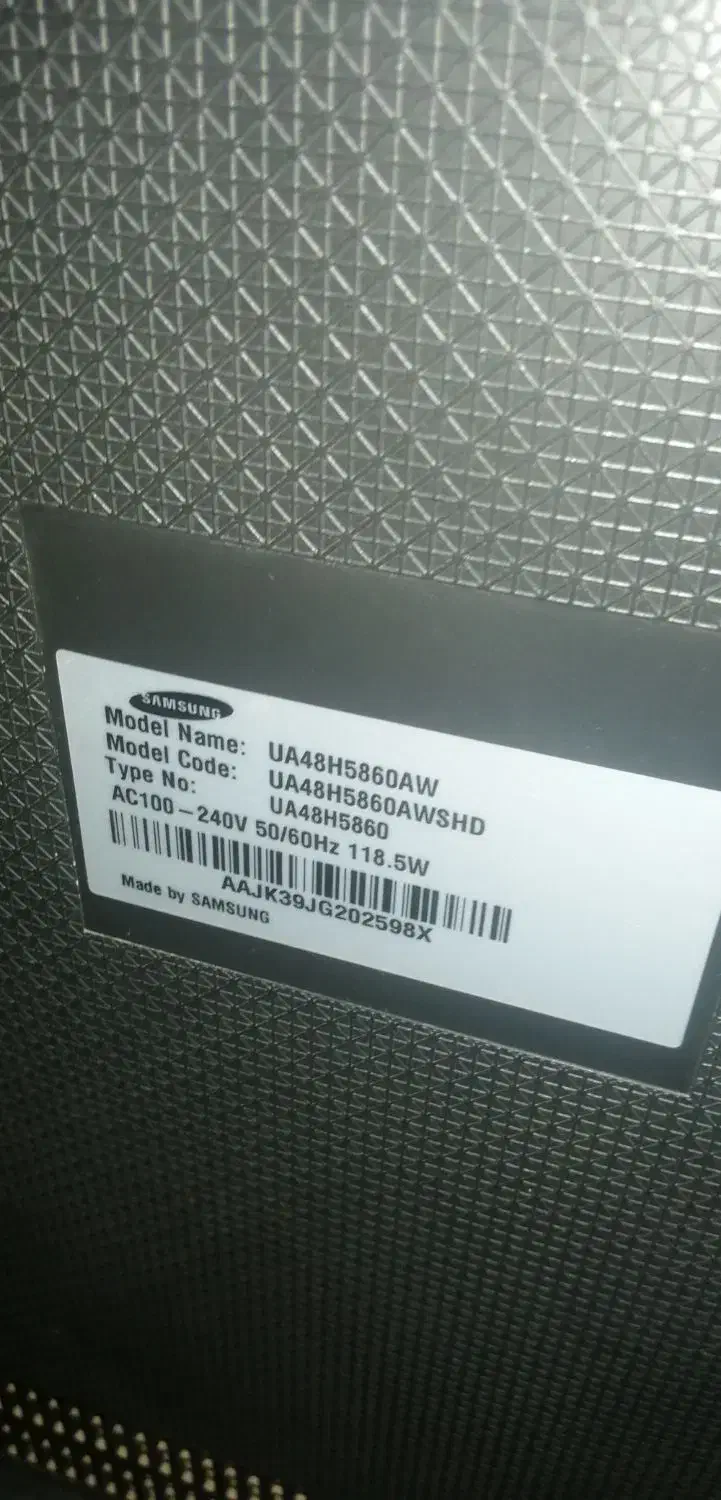 SAMSUNG
Model Name: UA48H5860AW
Model Code: UA48H5860AWSHD
Type No: UA48H5860
AC100-240V 50/60Hz 118.5W
AAJK39JG202598X
Made by SAMSUNG